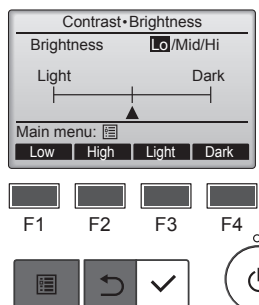 Contrast•Brightness
Brightness Lo/Mid/Hi
Light Dark
Main menu:
Low High Light Dark
F1 F2 F3 F4